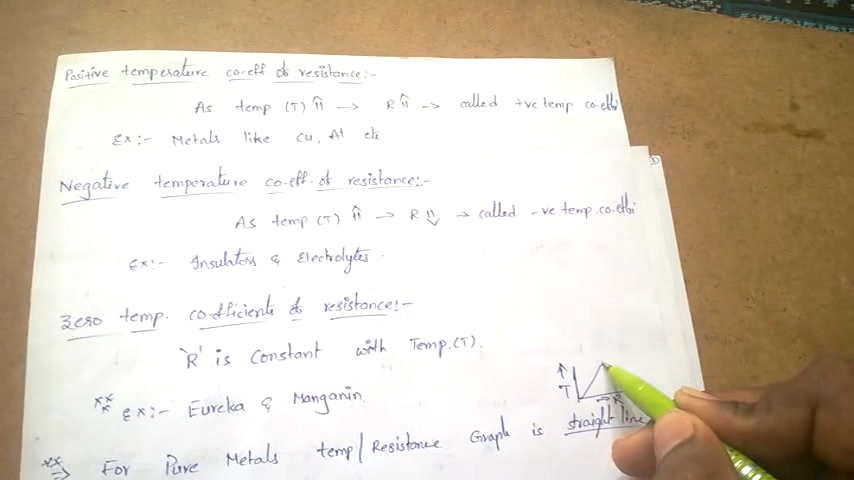 Positive temperature co-eff of resistance:-
As temp (T) ⇑ → R ⇑ → called +ve temp co-effi
Ex:- Metals like Cu, Al etc
Negative temperature co-eff. of resistance:-
As temp (T) ⇑ → R ⇓ → called -ve temp. co-effi
Ex:- Insulators & Electrolytes.
Zero temp. co-efficients of resistance:-
'R' is Constant with Temp.(T).
** * Ex:- Eureka & Manganin.
↑ T → R
** ⇒ For Pure Metals temp/Resistance Graph is straight line